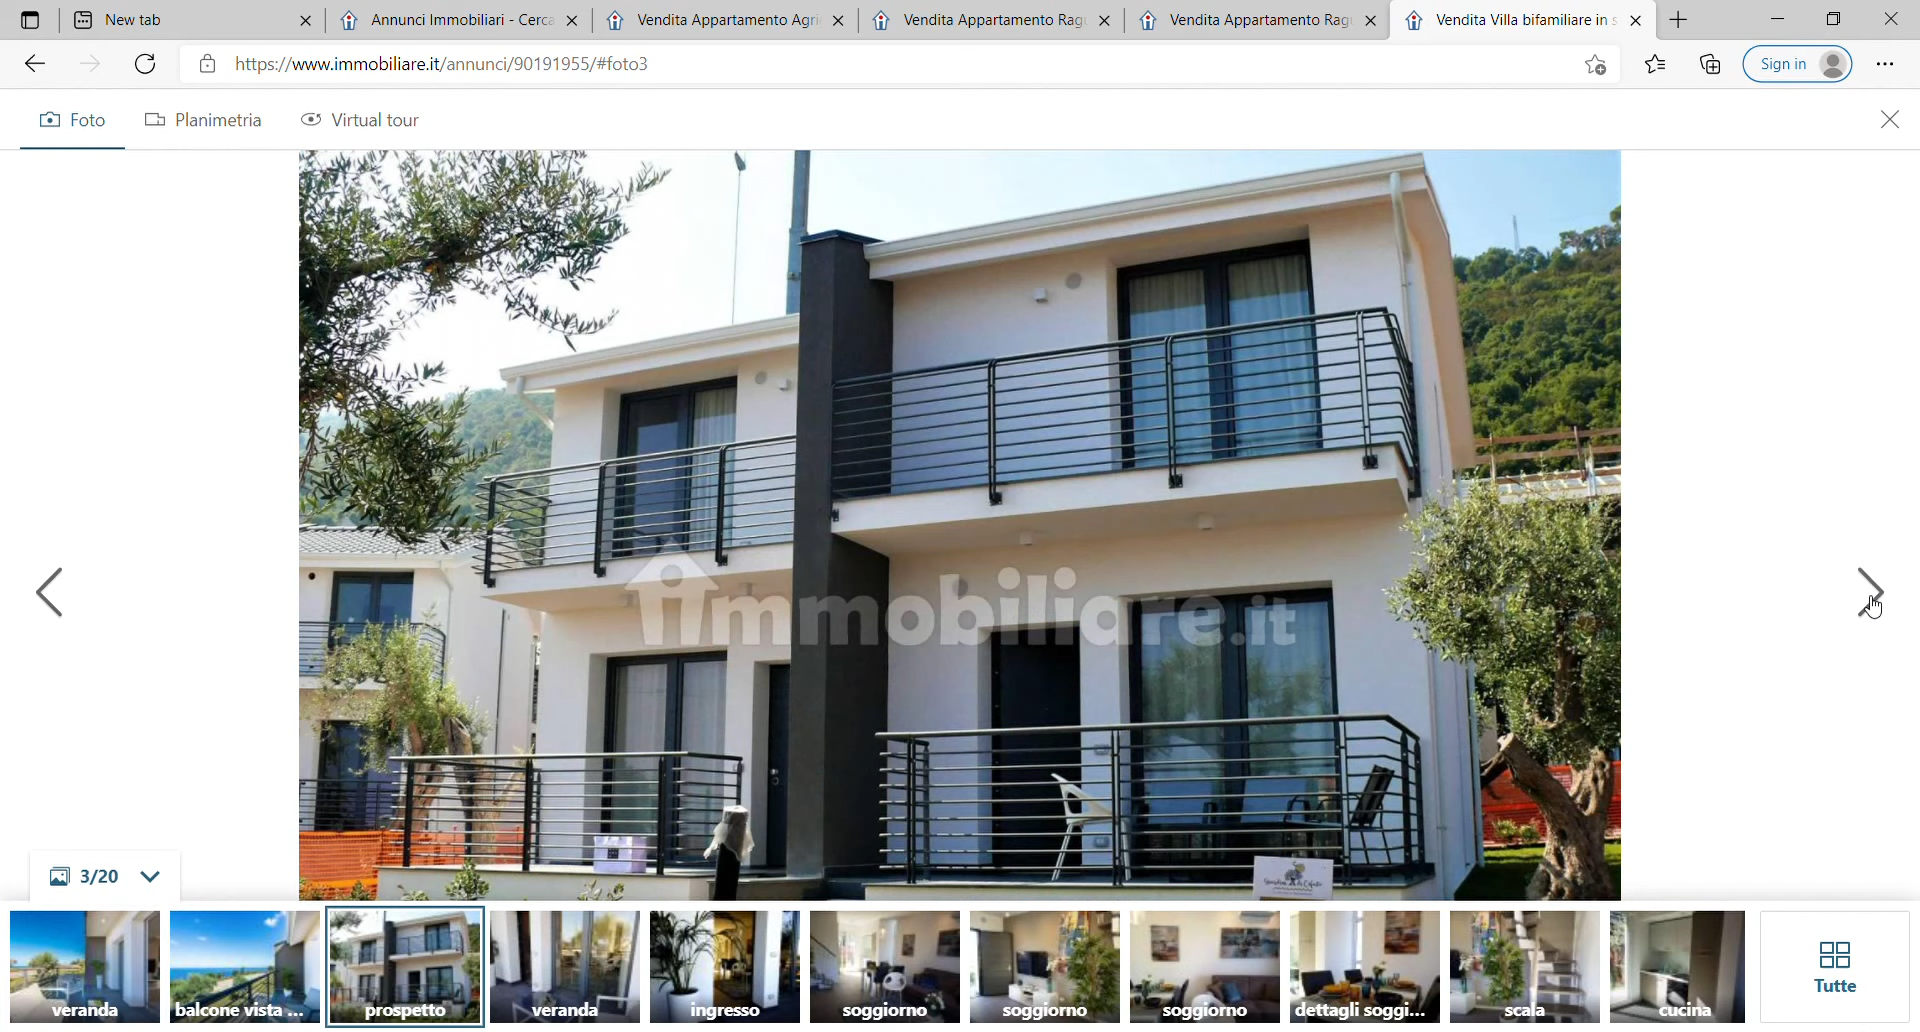 New tab
Annunci Immobiliari - Cerca
Vendita Appartamento Agri
Vendita Appartamento Rag
Vendita Appartamento Rag
Vendita Villa bifamiliare in s
https://www.immobiliare.it/annunci/90191955/#foto3
Sign in
Foto
Planimetria
Virtual tour
immobiliare.it
3/20
veranda
balcone vista ...
prospetto
veranda
ingresso
soggiorno
soggiorno
soggiorno
dettagli soggi...
scala
cucina
Tutte